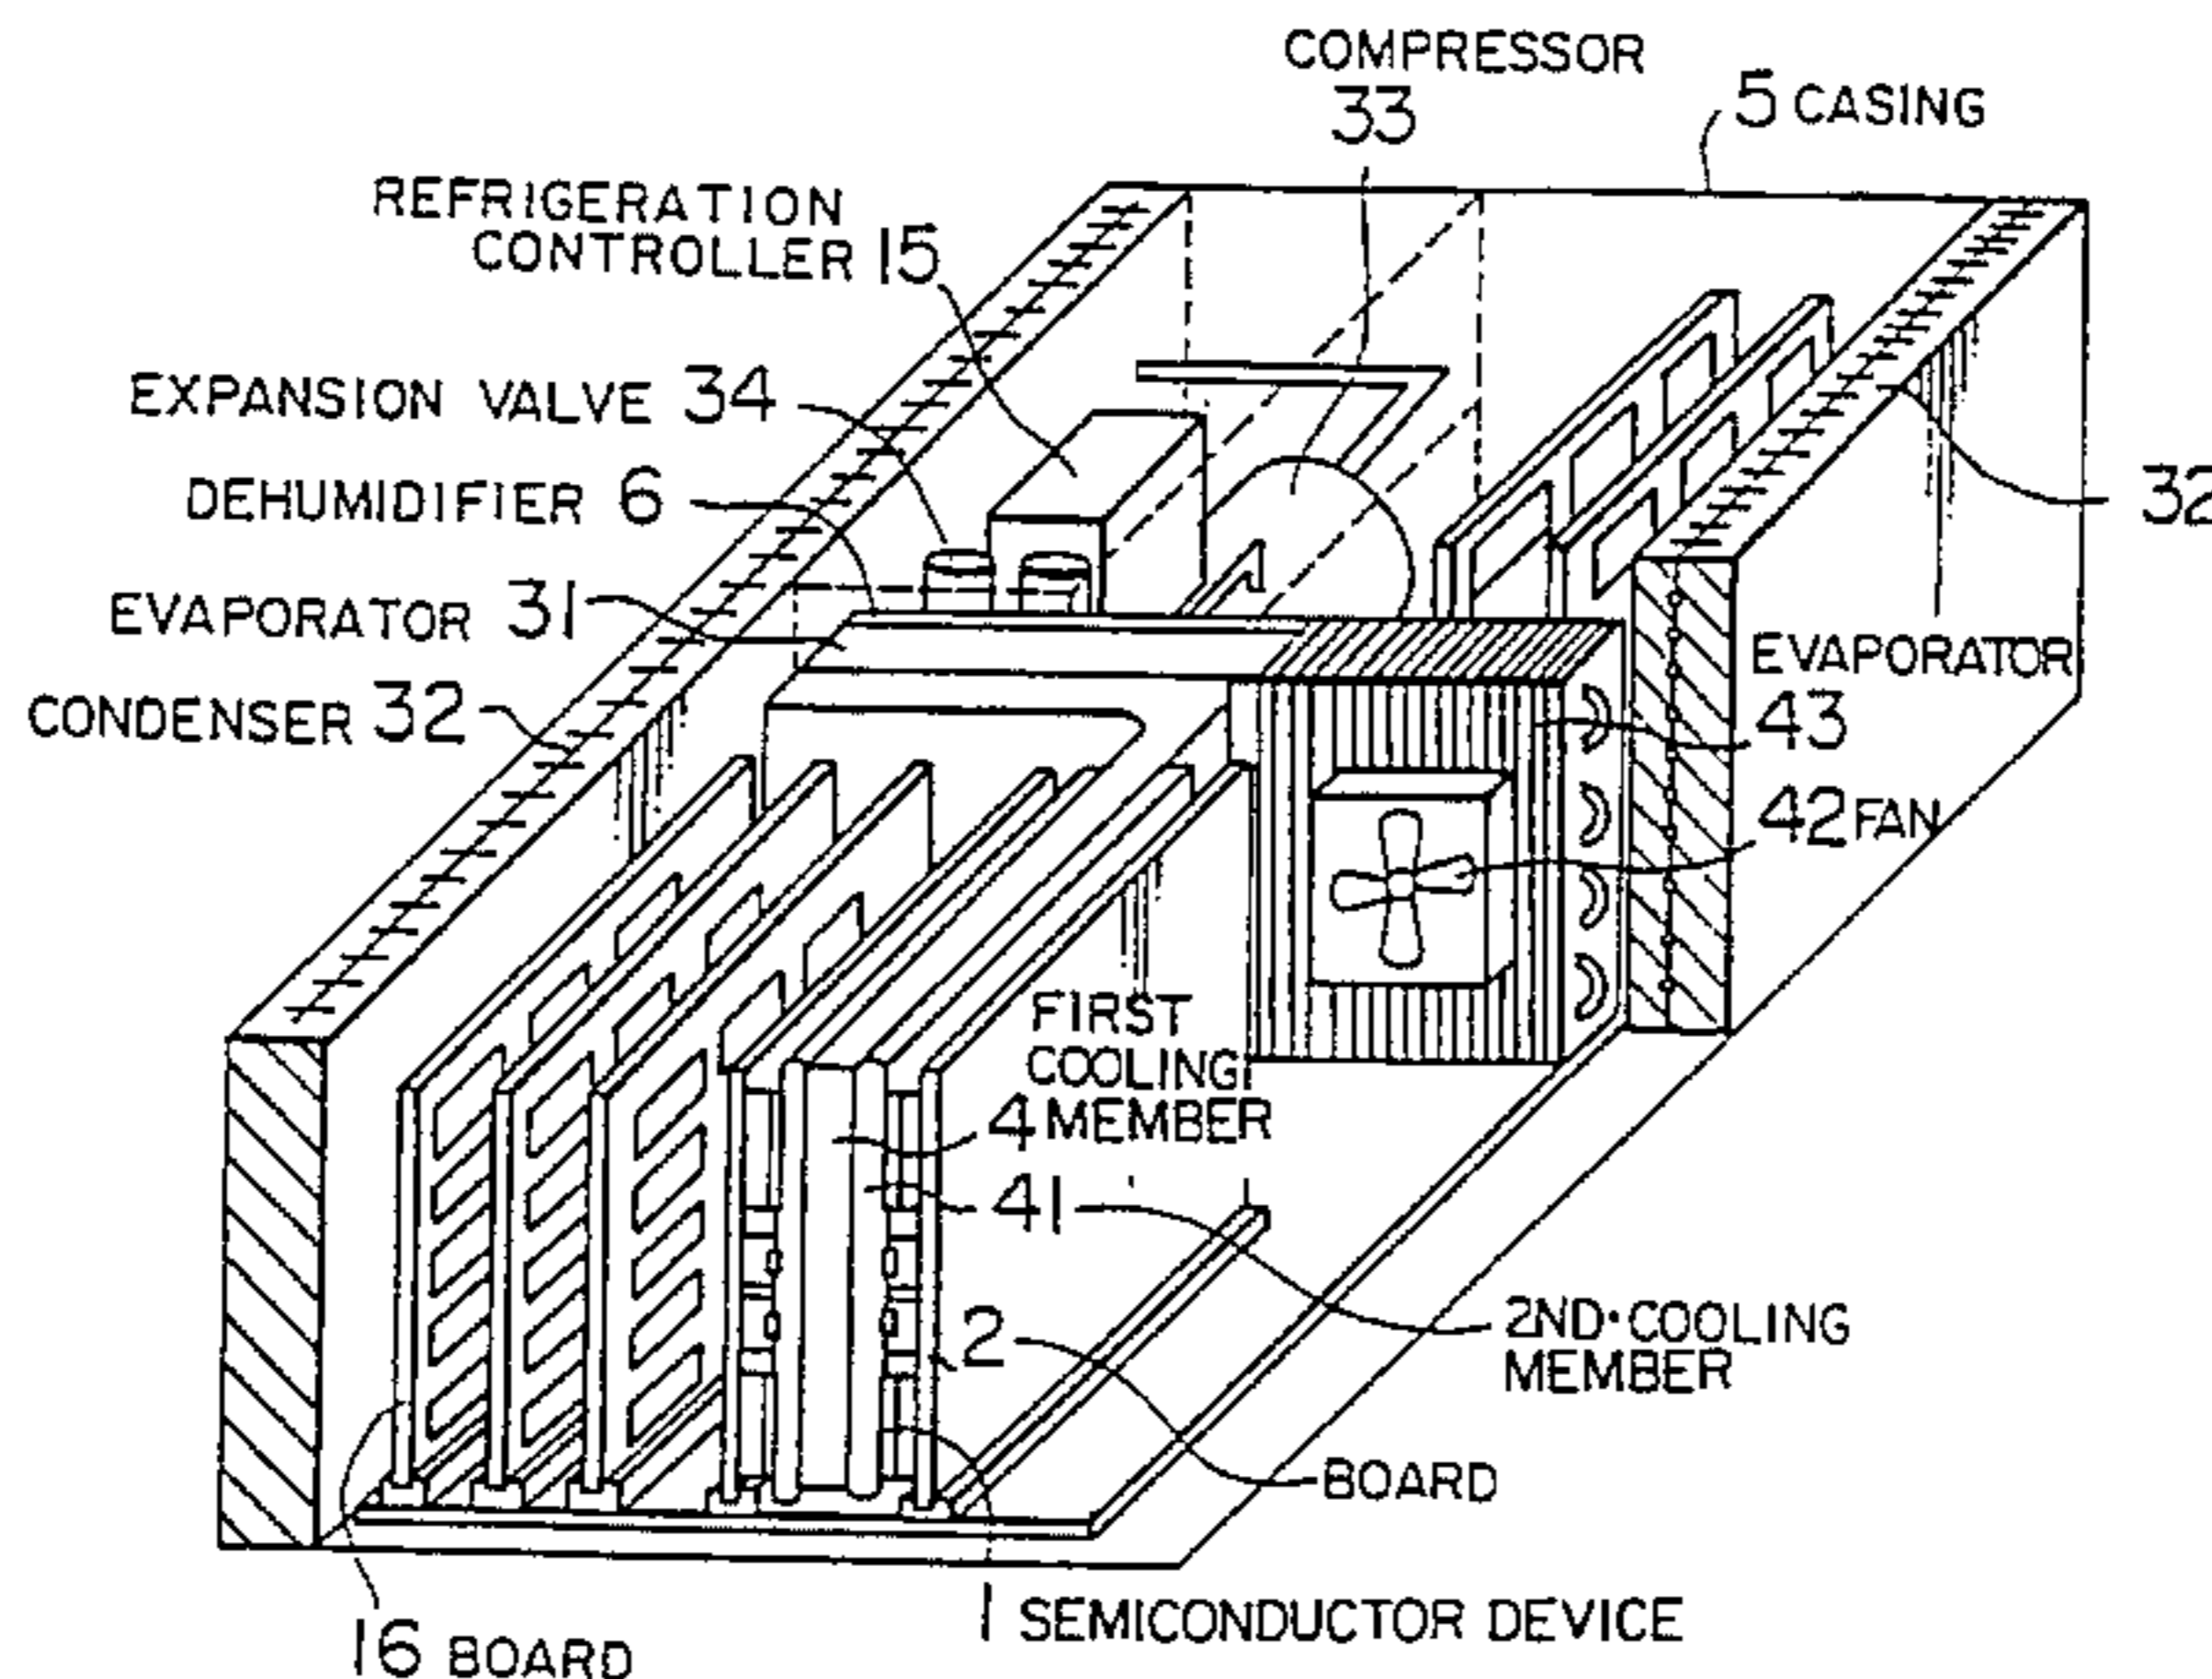 COMPRESSOR
33
5 CASING
REFRIGERATION
CONTROLLER 15
EXPANSION VALVE 34
DEHUMIDIFIER 6
32
EVAPORATOR 31
EVAPORATOR
43
CONDENSER 32
42 FAN
FIRST
COOLING
4 MEMBER
41
2ND·COOLING
MEMBER
2
BOARD
1 SEMICONDUCTOR DEVICE
16 BOARD